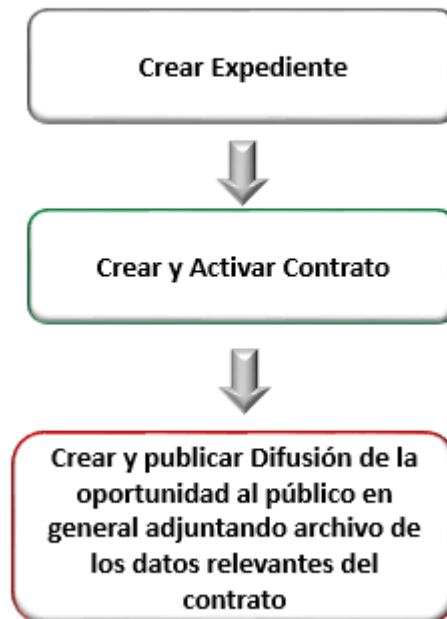 Crear Expediente
Crear y Activar Contrato
Crear y publicar Difusión de la
oportunidad al público en
general adjuntando archivo de
los datos relevantes del
contrato